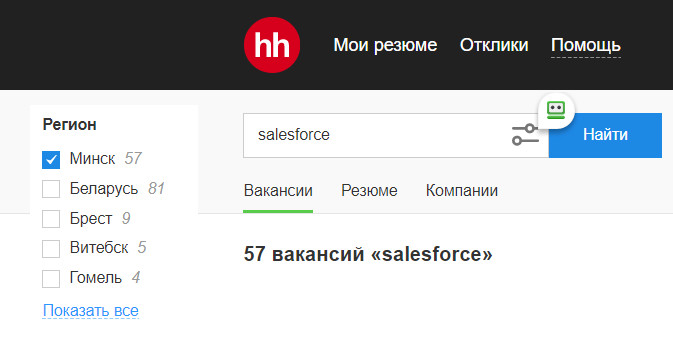 hh Мои резюме Отклики Помощь
Регион
Минск 57
Беларусь 81
Брест 9
Витебск 5
Гомель 4
Показать все
salesforce Найти
Вакансии Резюме Компании
57 вакансий «salesforce»